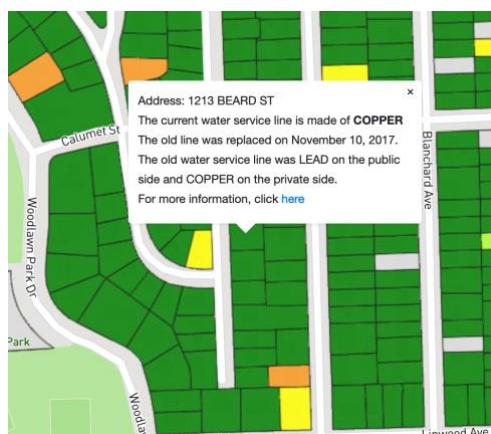 ×
Address: 1213 BEARD ST
The current water service line is made of COPPER
The old line was replaced on November 10, 2017.
The old water service line was LEAD on the public
side and COPPER on the private side.
For more information, click here
Calumet St
Blanchard Ave
Woodlawn Park Dr
Park
Woodlaw
Linwood Ave